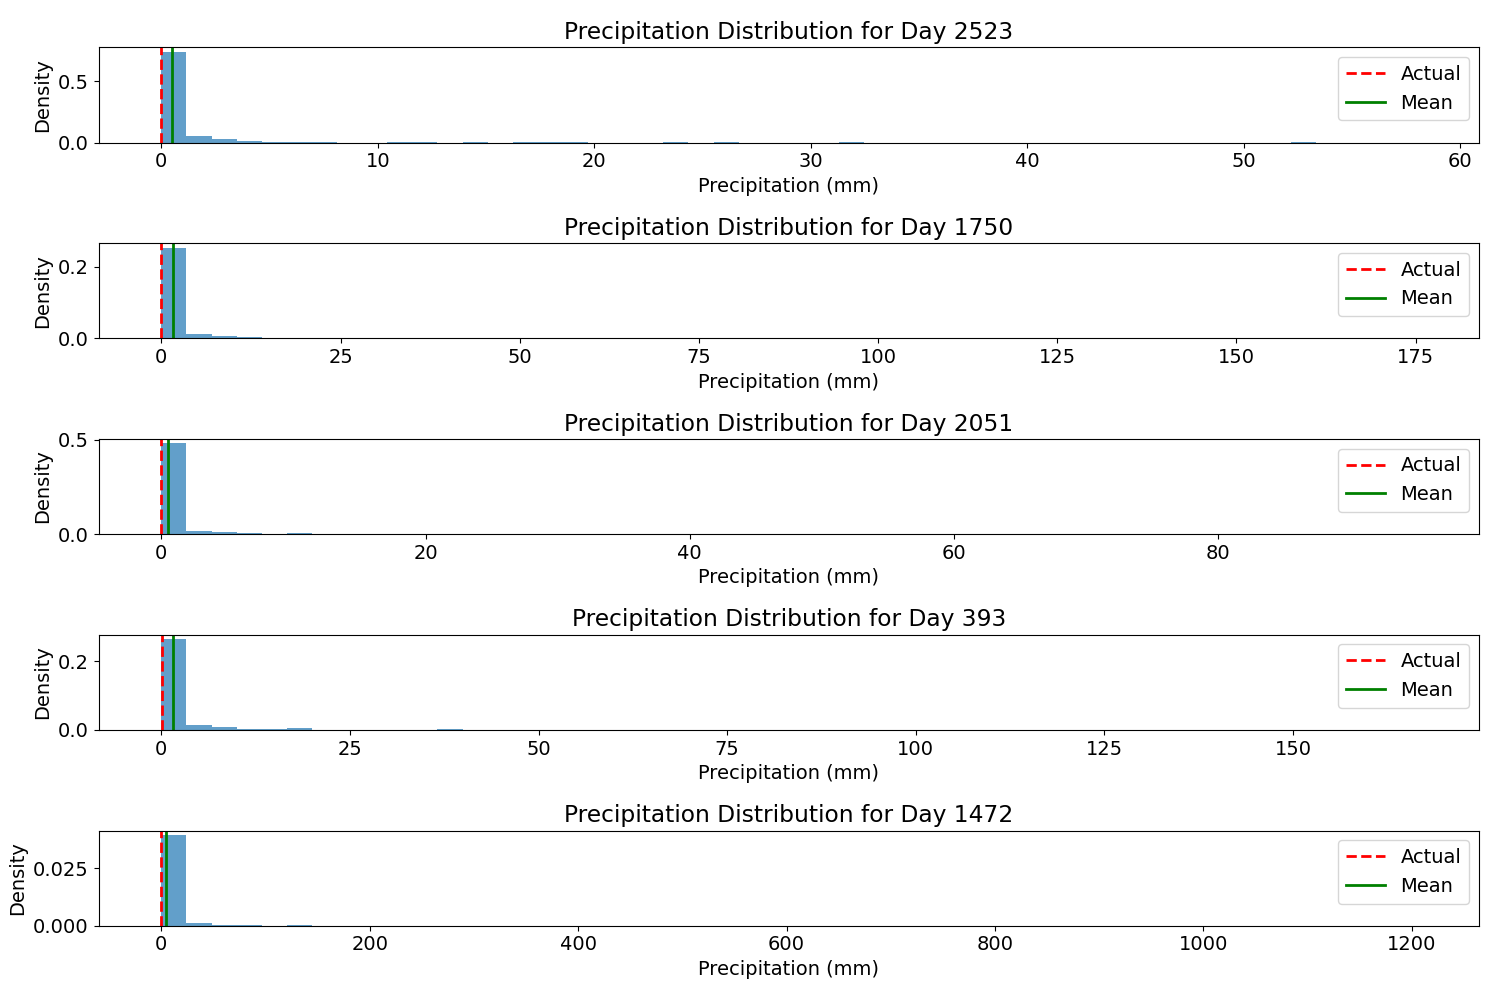 Precipitation Distribution for Day 2523
Density
0.5
0.0
Actual
Mean
0 10 20 30 40 50 60
Precipitation (mm)
Precipitation Distribution for Day 1750
Density
0.2
0.0
Actual
Mean
0 25 50 75 100 125 150 175
Precipitation (mm)
Precipitation Distribution for Day 2051
Density
0.5
0.0
Actual
Mean
0 20 40 60 80
Precipitation (mm)
Precipitation Distribution for Day 393
Density
0.2
0.0
Actual
Mean
0 25 50 75 100 125 150
Precipitation (mm)
Precipitation Distribution for Day 1472
Density
0.025
0.000
Actual
Mean
0 200 400 600 800 1000 1200
Precipitation (mm)